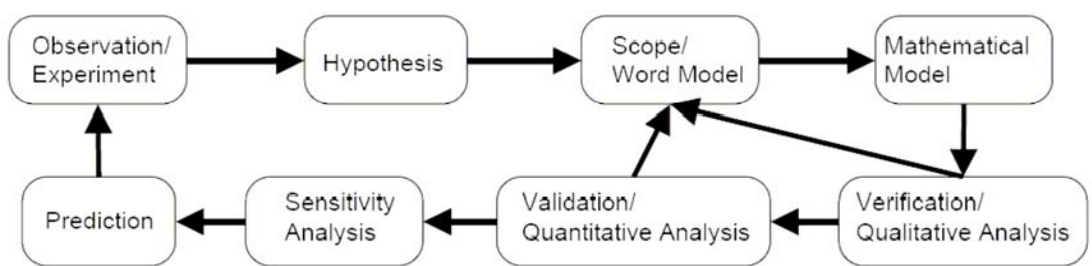 Observation/
Experiment
Hypothesis
Scope/
Word Model
Mathematical
Model
Prediction
Sensitivity
Analysis
Validation/
Quantitative Analysis
Verification/
Qualitative Analysis